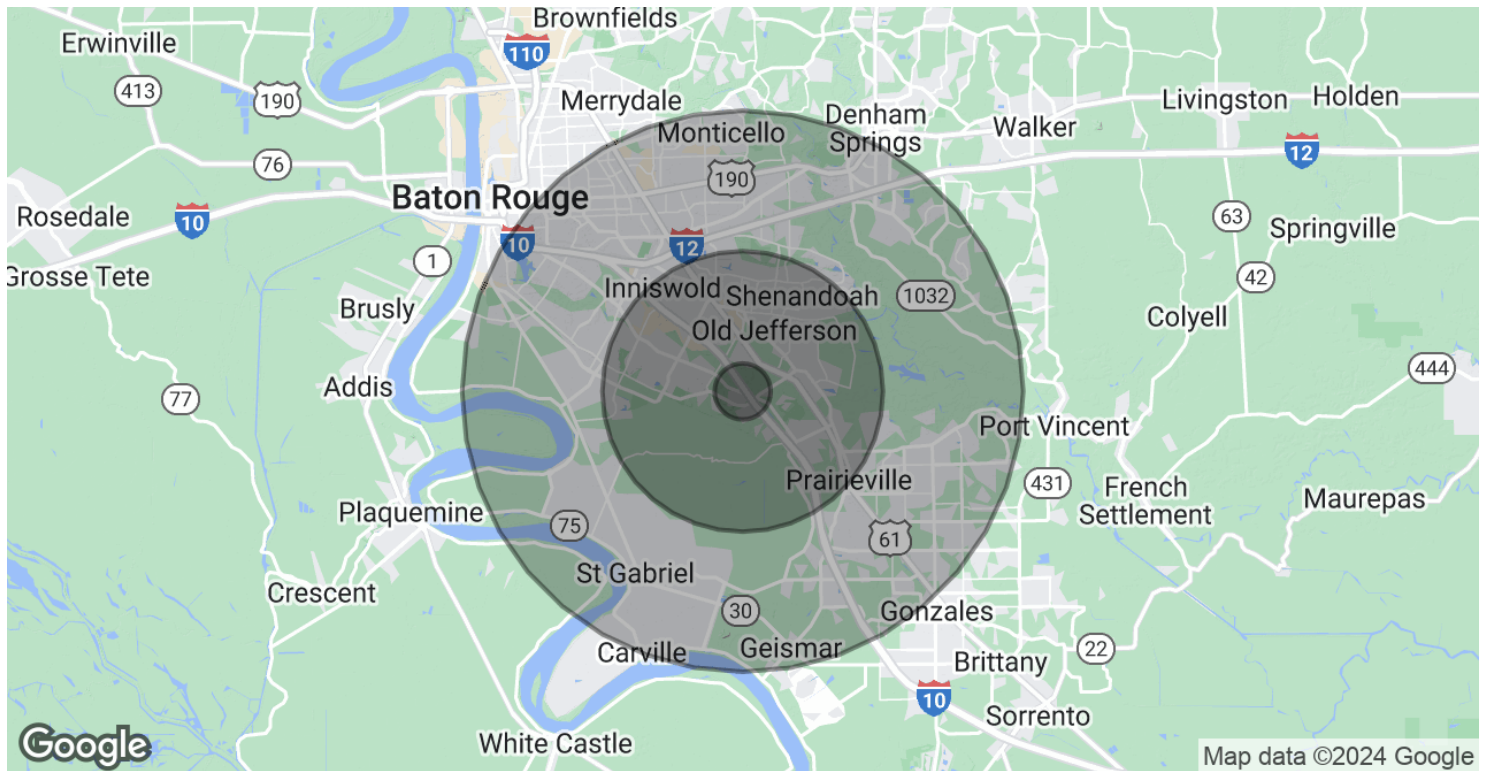 Brownfields
Erwinville
110
413
190
Merrydale
Livingston
Holden
Denham
Springs
Monticello
Walker
12
76
190
Baton Rouge
Rosedale
10
63
Springville
10
12
1
Grosse Tete
42
Inniswold
Shenandoah
1032
Brusly
Colyell
Old Jefferson
444
Addis
77
Port Vincent
Prairieville
431
French
Settlement
Maurepas
Plaquemine
75
61
St Gabriel
Crescent
30
Gonzales
Geismar
22
Carville
Brittany
10
Sorrento
White Castle
Google
Map data ©2024 Google